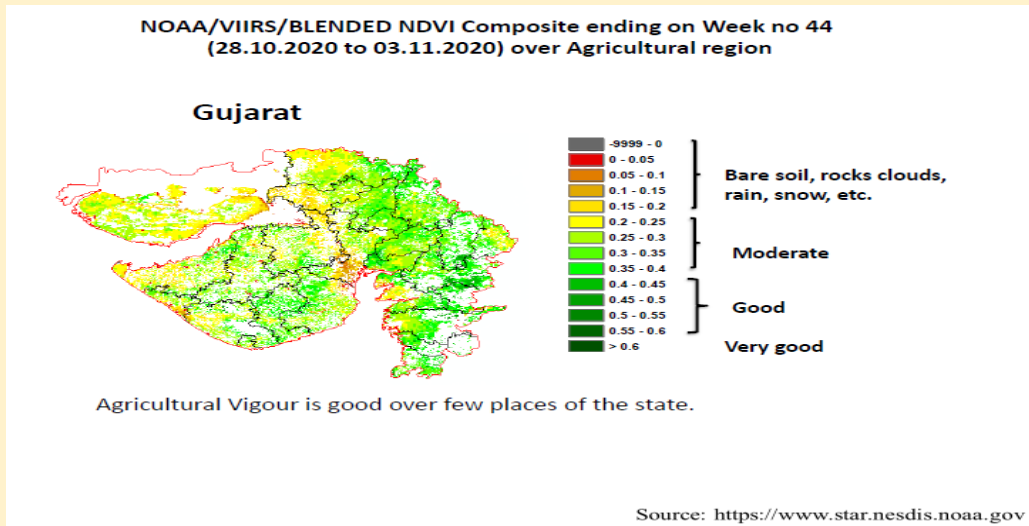 NOAA/VIIRS/BLENDED NDVI Composite ending on Week no 44
(28.10.2020 to 03.11.2020) over Agricultural region
Gujarat
-9999 - 0
0 - 0.05
0.05 - 0.1
0.1 - 0.15
0.15 - 0.2
0.2 - 0.25
0.25 - 0.3
0.3 - 0.35
0.35 - 0.4
0.4 - 0.45
0.45 - 0.5
0.5 - 0.55
0.55 - 0.6
> 0.6
Bare soil, rocks clouds,
rain, snow, etc.
Moderate
Good
Very good
Agricultural Vigour is good over few places of the state.
Source: https://www.star.nesdis.noaa.gov